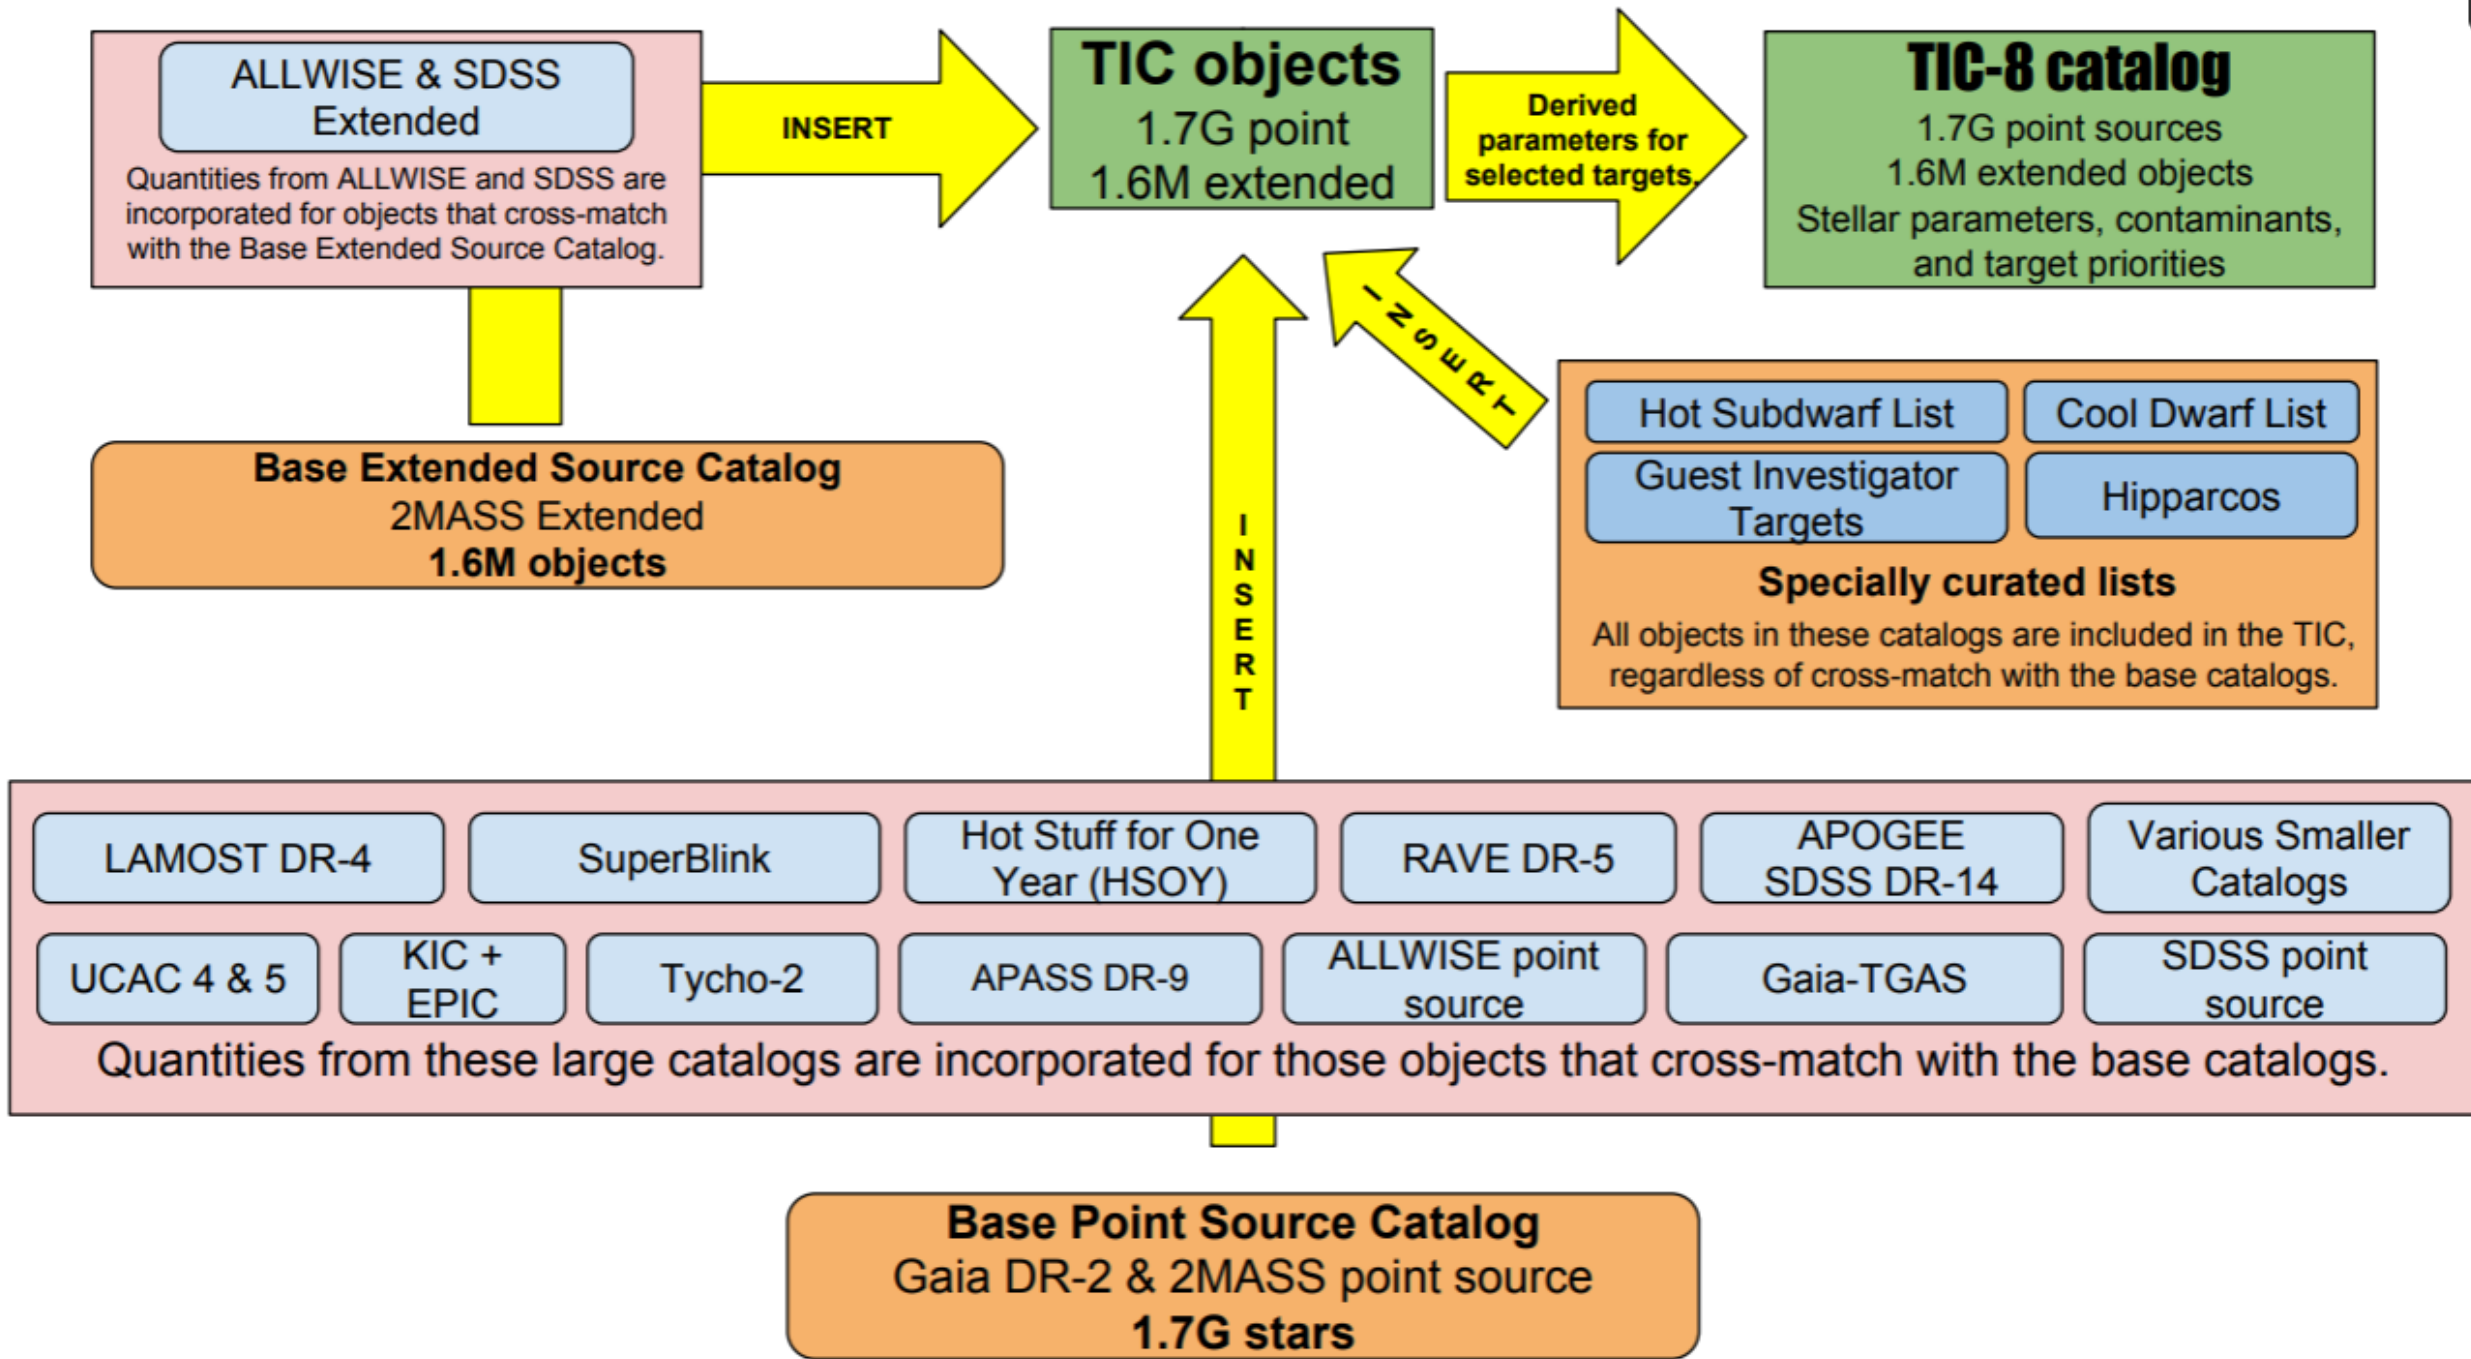 ALLWISE & SDSS
Extended
Quantities from ALLWISE and SDSS are
incorporated for objects that cross-match
with the Base Extended Source Catalog.
INSERT
TIC objects
1.7G point
1.6M extended
Derived
parameters for
selected targets.
TIC-8 catalog
1.7G point sources
1.6M extended objects
Stellar parameters, contaminants,
and target priorities
INSERT
Base Extended Source Catalog
2MASS Extended
1.6M objects
INSERT
Hot Subdwarf List
Cool Dwarf List
Guest Investigator
Targets
Hipparcos
Specially curated lists
All objects in these catalogs are included in the TIC,
regardless of cross-match with the base catalogs.
LAMOST DR-4
SuperBlink
Hot Stuff for One
Year (HSOY)
RAVE DR-5
APOGEE
SDSS DR-14
Various Smaller
Catalogs
UCAC 4 & 5
KIC +
EPIC
Tycho-2
APASS DR-9
ALLWISE point
source
Gaia-TGAS
SDSS point
source
Quantities from these large catalogs are incorporated for those objects that cross-match with the base catalogs.
Base Point Source Catalog
Gaia DR-2 & 2MASS point source
1.7G stars